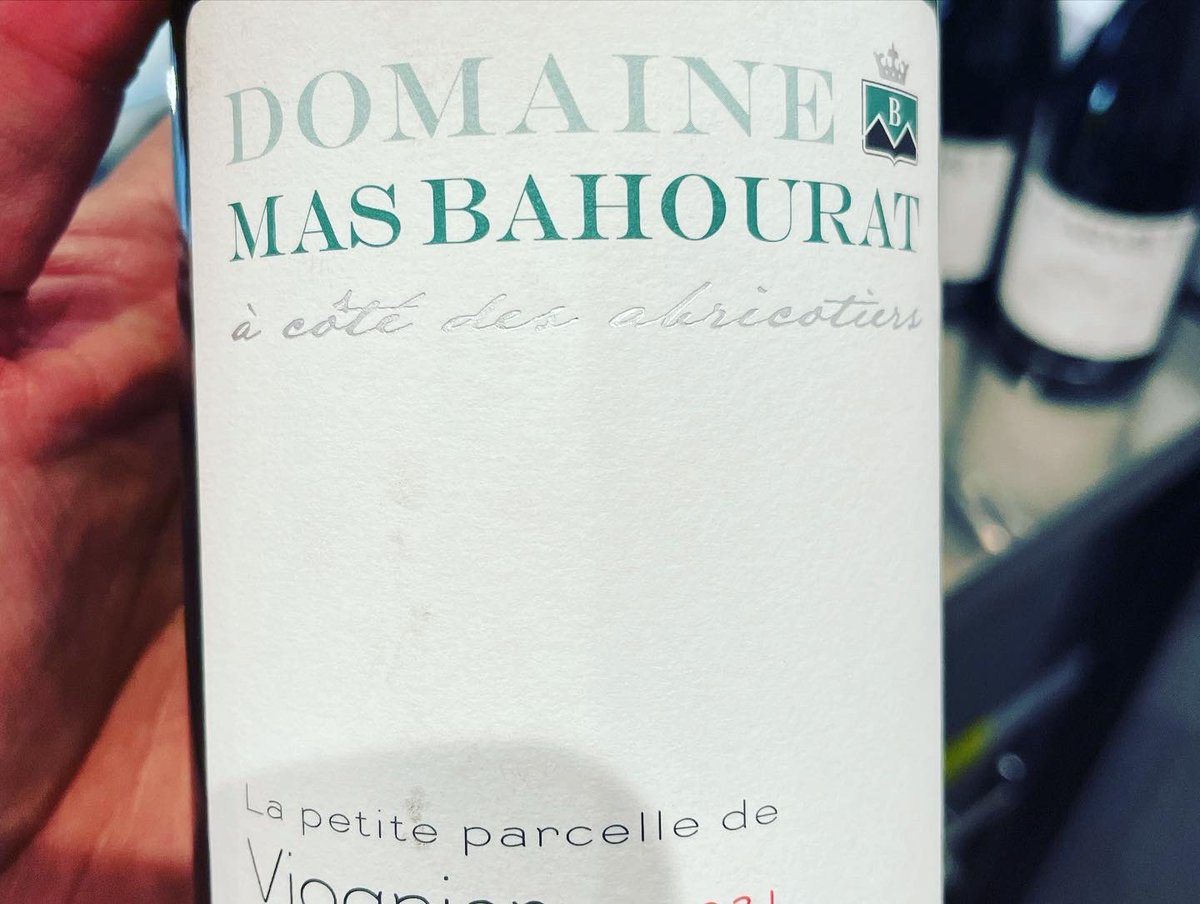 DOMAINE
B
MAS BAHOURAT
à côté des abricotiers
La petite parcelle de
Viognier